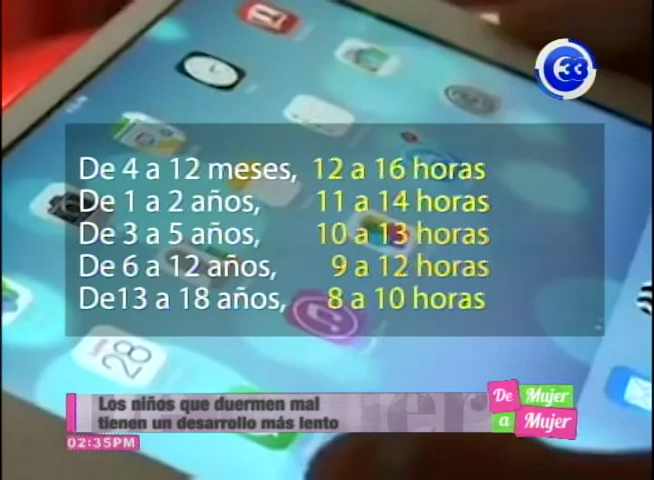 33
De 4 a 12 meses, 12 a 16 horas
De 1 a 2 años, 11 a 14 horas
De 3 a 5 años, 10 a 13 horas
De 6 a 12 años, 9 a 12 horas
De13 a 18 años, 8 a 10 horas
28
Los niños que duermen mal
tienen un desarrollo más lento
De Mujer
a Mujer
02:35PM